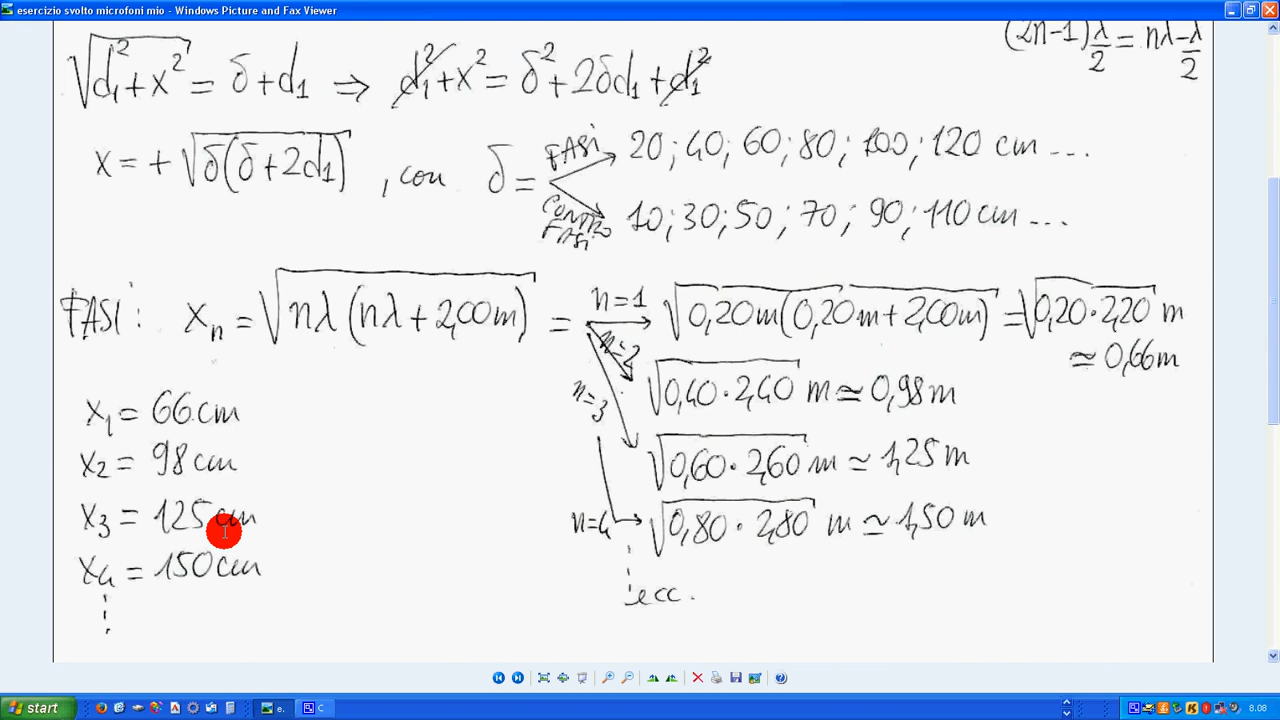 esercizio svolto microfoni mio - Windows Picture and Fax Viewer
(2n-1) λ/2 = nλ - λ/2
√(d₁² + x²) = δ + d₁ ⇒ d₁² + x² = δ² + 2δd₁ + d₁²
x = + √(δ(δ + 2d₁)) , con δ =
FASI 20 ; 40 ; 60 ; 80 ; 100 ; 120 cm ...
CONTRO FASI 10 ; 30 ; 50 ; 70 ; 90 ; 110 cm ...
FASI : xₙ = √(nλ (nλ + 2,00m)) = n=1 √(0,20m (0,20m + 2,00m)) = √(0,20 · 2,20) m
≃ 0,66 m
n=2 √(0,40 · 2,40) m ≃ 0,98 m
n=3 √(0,60 · 2,60) m ≃ 1,25 m
n=4 √(0,80 · 2,80) m ≃ 1,50 m
ecc.
x₁ = 66 cm
x₂ = 98 cm
x₃ = 125 cm
x₄ = 150 cm
start
e.
C
8.08